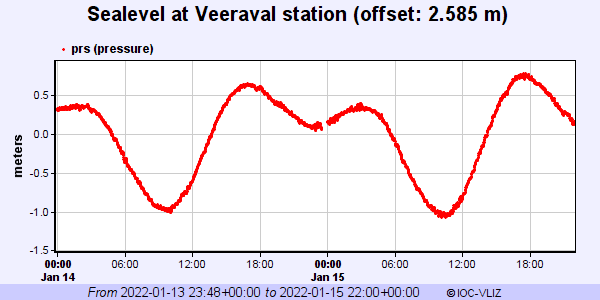 Sealevel at Veeraval station (offset: 2.585 m)
prs (pressure)
meters
0.5
0.0
-0.5
-1.0
-1.5
00:00 06:00 12:00 18:00 00:00 06:00 12:00 18:00
Jan 14 Jan 15
From 2022-01-13 23:48+00:00 to 2022-01-15 22:00+00:00 © IOC-VLIZ